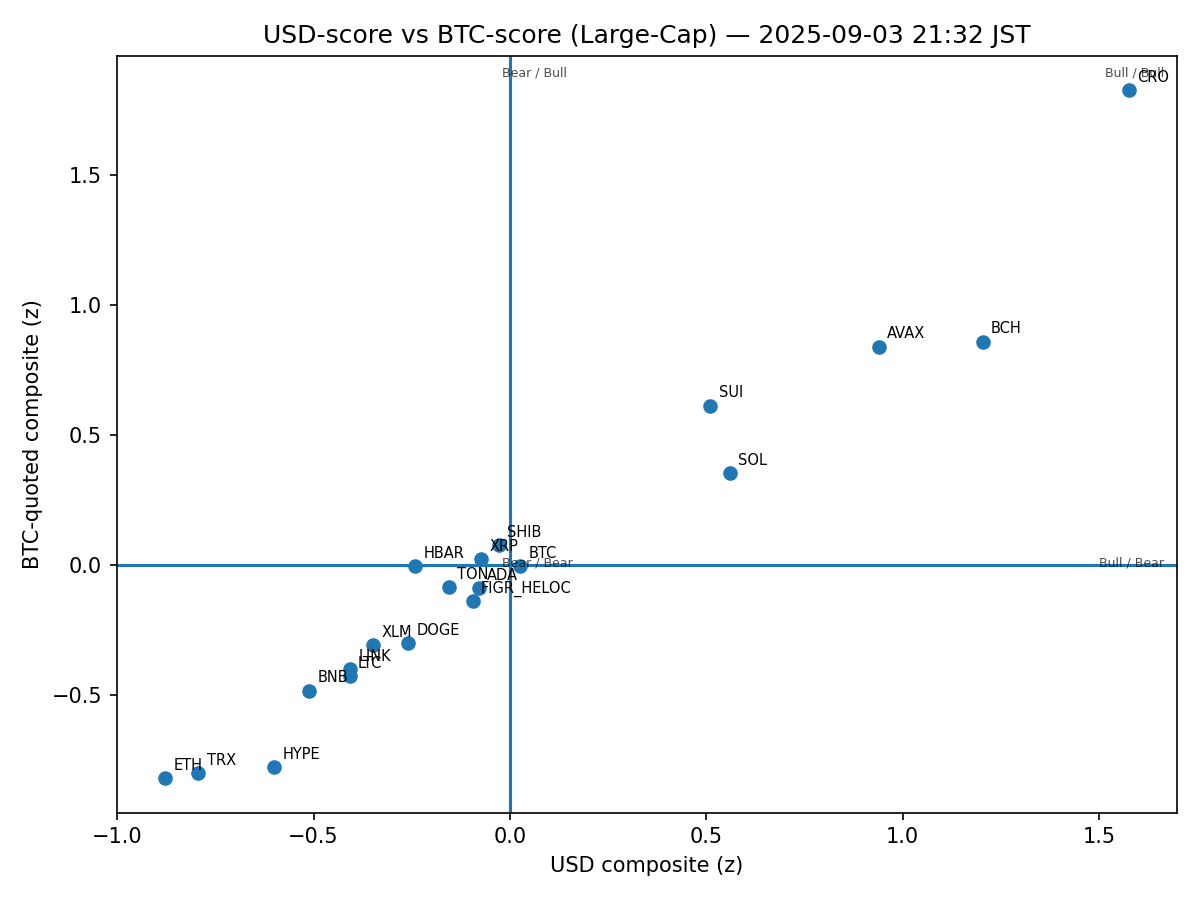 USD-score vs BTC-score (Large-Cap) — 2025-09-03 21:32 JST
Bear / Bull
Bull / Bull
CRO
1.5
1.0
0.5
0.0
−0.5
BTC-quoted composite (z)
BCH
AVAX
SUI
SOL
SHIB
XRP
HBAR
BTC
Bear / Bear
Bull / Bear
TON
ADA
FIGR_HELOC
XLM
DOGE
LINK
LTC
BNB
HYPE
TRX
ETH
−1.0
−0.5
0.0
0.5
1.0
1.5
USD composite (z)